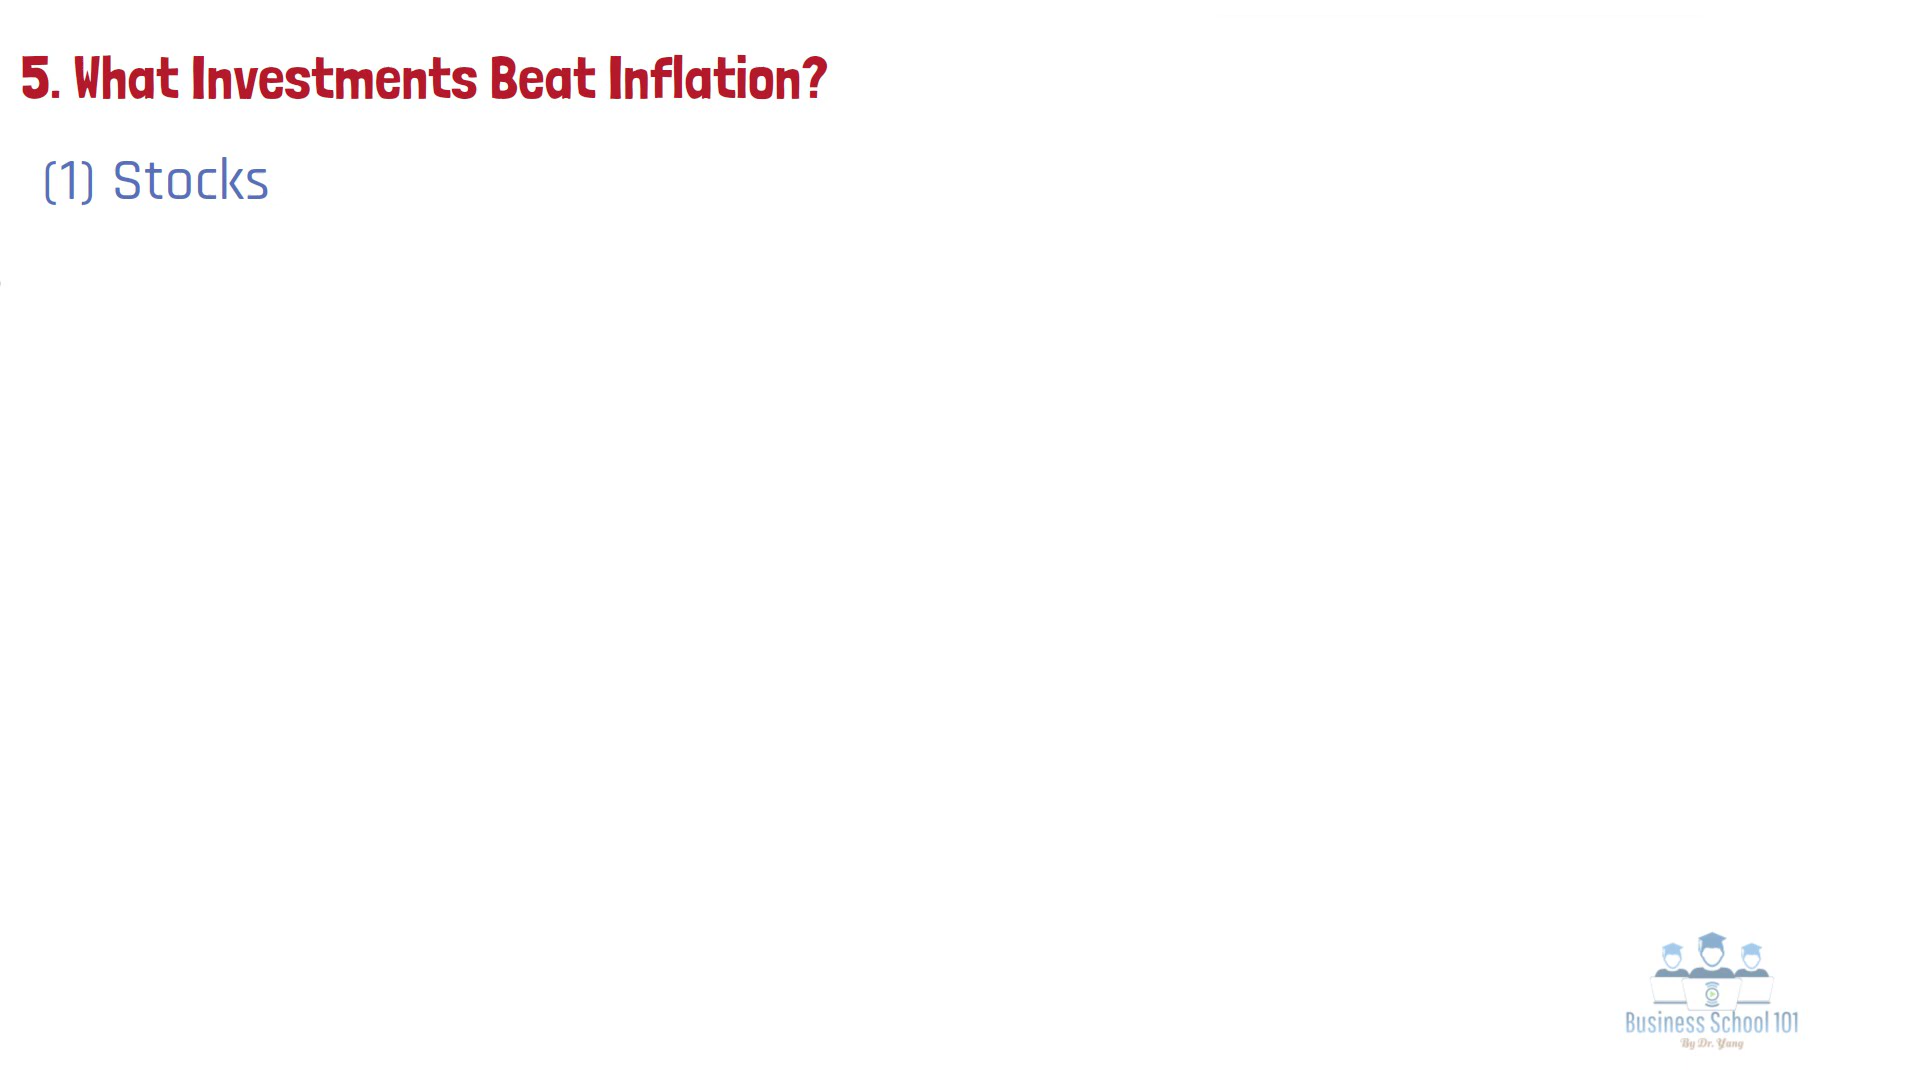 5. What Investments Beat Inflation?
(1) Stocks
Business School 101
By Dr. Yang